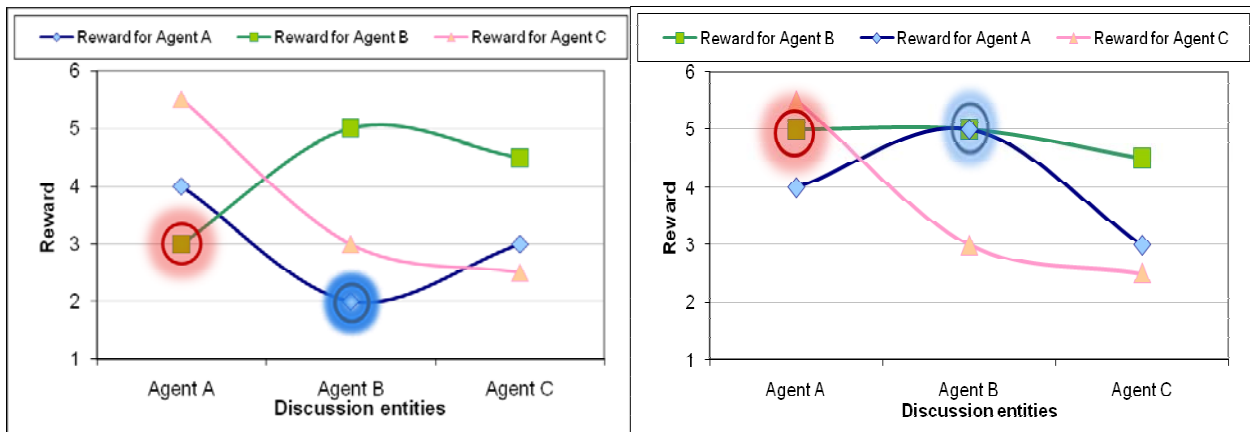 Reward for Agent A Reward for Agent B Reward for Agent C
6
5
4
3
2
1
Reward
Agent A Agent B Agent C
Discussion entities
Reward for Agent B Reward for Agent A Reward for Agent C
6
5
4
3
2
1
Reward
Agent A Agent B Agent C
Discussion entities